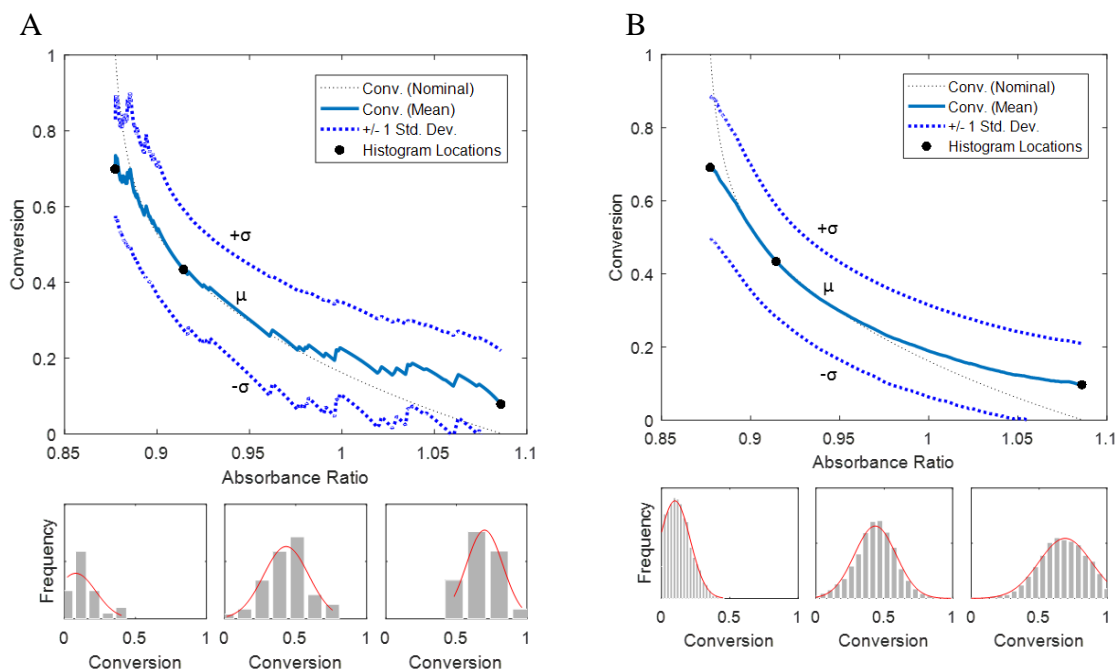 A
1
0.8
0.6
0.4
0.2
0
Conversion
Conv. (Nominal)
Conv. (Mean)
+/- 1 Std. Dev.
Histogram Locations
+σ
μ
-σ
0.85 0.9 0.95 1 1.05 1.1
Absorbance Ratio
Frequency
0 0.5 1
Conversion
0 0.5 1
Conversion
0 0.5 1
Conversion
B
1
0.8
0.6
0.4
0.2
0
Conversion
Conv. (Nominal)
Conv. (Mean)
+/- 1 Std. Dev.
Histogram Locations
+σ
μ
-σ
0.85 0.9 0.95 1 1.05 1.1
Absorbance Ratio
Frequency
0 0.5 1
Conversion
0 0.5 1
Conversion
0 0.5 1
Conversion